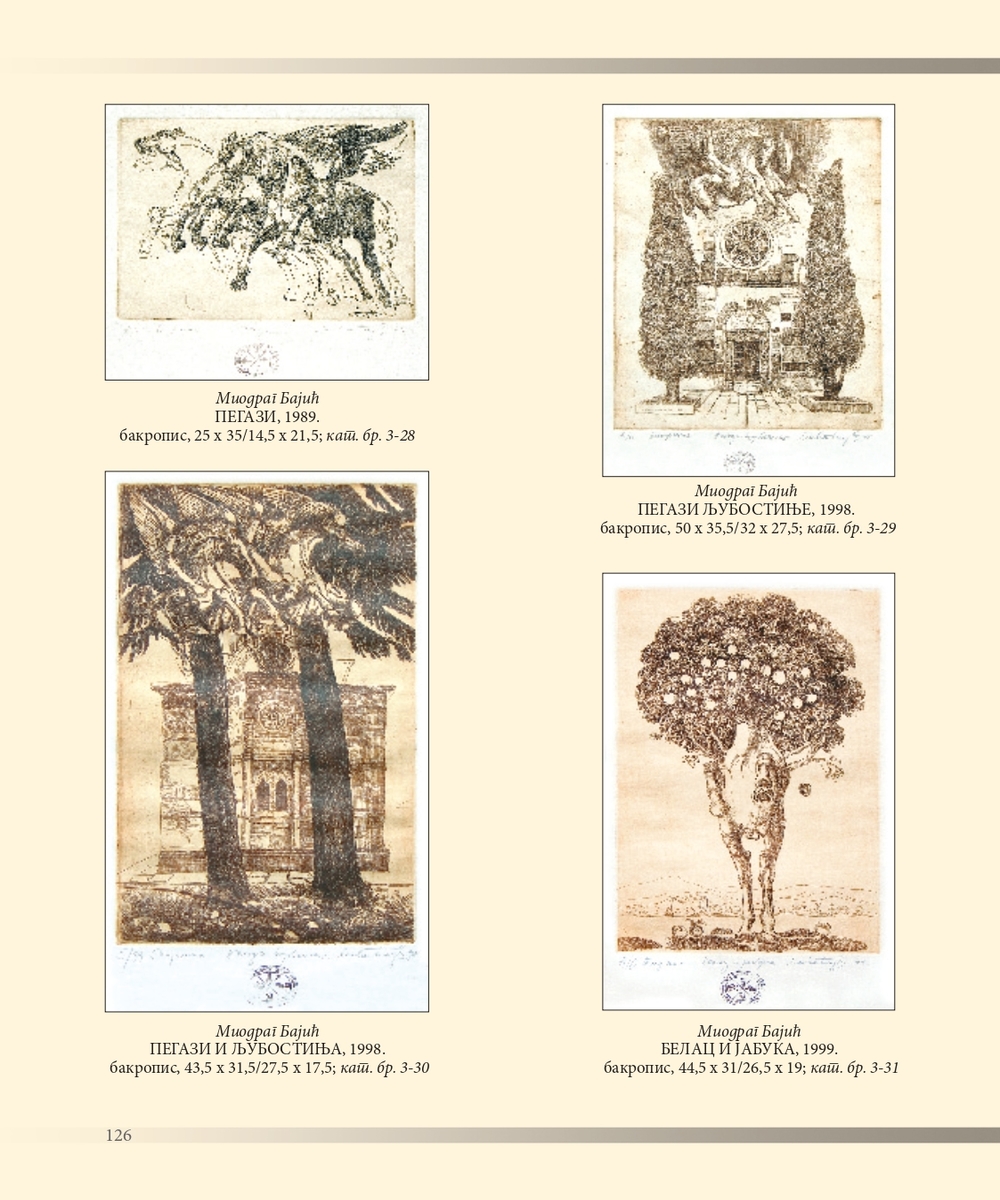 Миодраг Бајић
ПЕГАЗИ, 1989.
бакропис, 25 x 35/14,5 x 21,5; кат. бр. 3-28
Миодраг Бајић
ПЕГАЗИ ЉУБОСТИЊЕ, 1998.
бакропис, 50 x 35,5/32 x 27,5; кат. бр. 3-29
Миодраг Бајић
ПЕГАЗИ И ЉУБОСТИЊА, 1998.
бакропис, 43,5 x 31,5/27,5 x 17,5; кат. бр. 3-30
Миодраг Бајић
БЕЛАЦ И ЈАБУКА, 1999.
бакропис, 44,5 x 31/26,5 x 19; кат. бр. 3-31
126